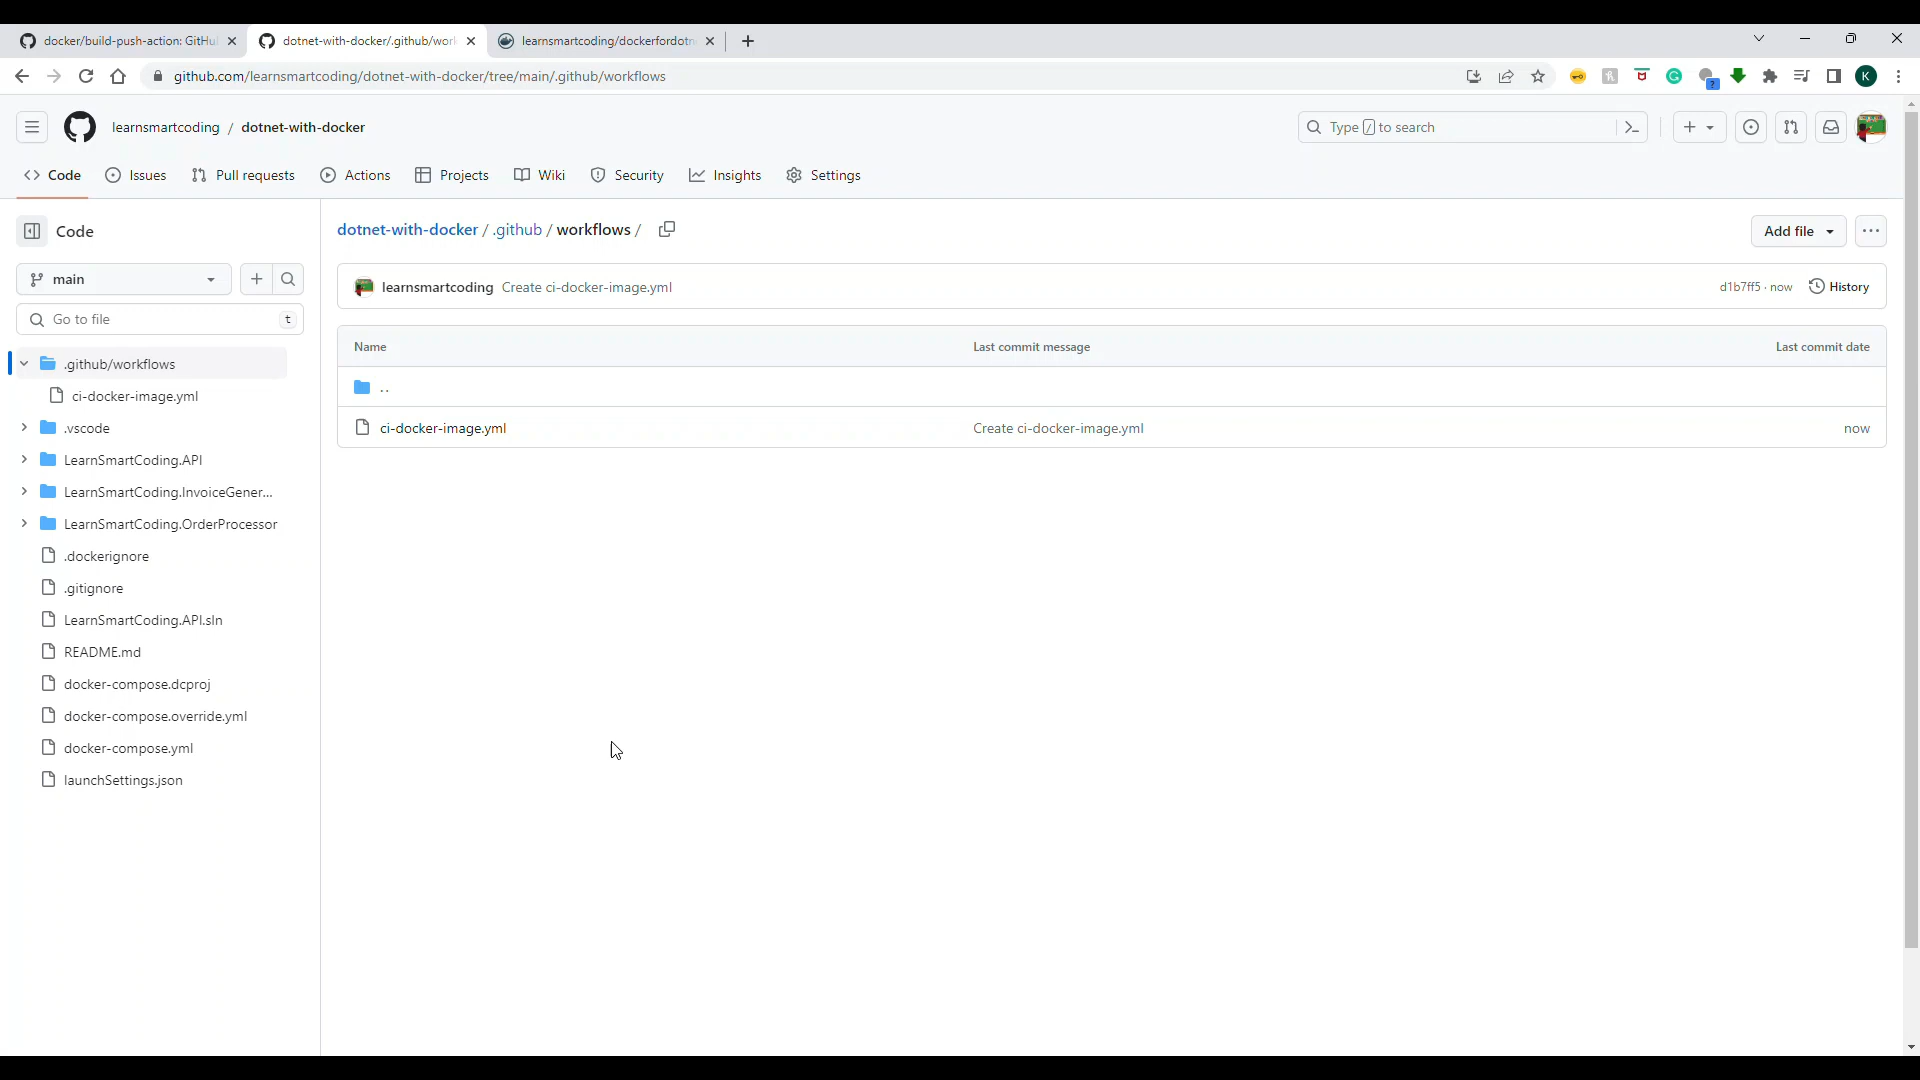 docker/build-push-action: GitHu
dotnet-with-docker/.github/work
learnsmartcoding/dockerfordotn
github.com/learnsmartcoding/dotnet-with-docker/tree/main/.github/workflows
K
learnsmartcoding / dotnet-with-docker
Type / to search
Code
Issues
Pull requests
Actions
Projects
Wiki
Security
Insights
Settings
Code
main
Go to file
t
.github/workflows
ci-docker-image.yml
.vscode
LearnSmartCoding.API
LearnSmartCoding.InvoiceGener...
LearnSmartCoding.OrderProcessor
.dockerignore
.gitignore
LearnSmartCoding.API.sln
README.md
docker-compose.dcproj
docker-compose.override.yml
docker-compose.yml
launchSettings.json
dotnet-with-docker / .github / workflows /
Add file
learnsmartcoding Create ci-docker-image.yml
d1b7ff5 · now
History
Name
Last commit message
Last commit date
..
ci-docker-image.yml
Create ci-docker-image.yml
now